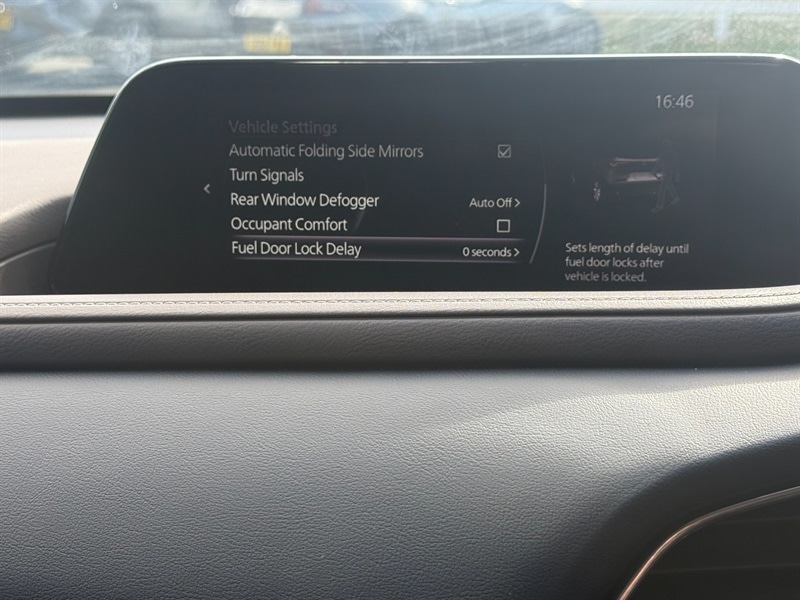 16:46
Vehicle Settings
Automatic Folding Side Mirrors
Turn Signals
Rear Window Defogger Auto Off >
Occupant Comfort
Fuel Door Lock Delay 0 seconds >
Sets length of delay until
fuel door locks after
vehicle is locked.